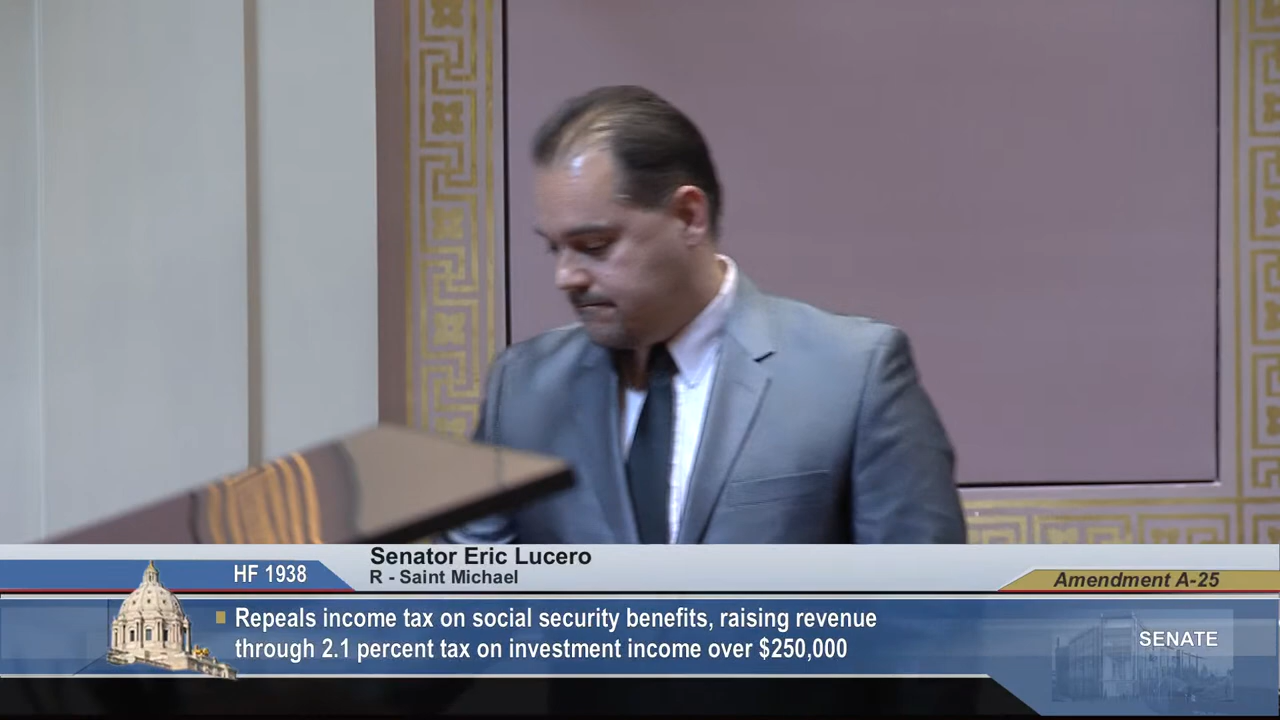 Senator Eric Lucero
HF 1938
R - Saint Michael
Amendment A-25
Repeals income tax on social security benefits, raising revenue
through 2.1 percent tax on investment income over $250,000
SENATE